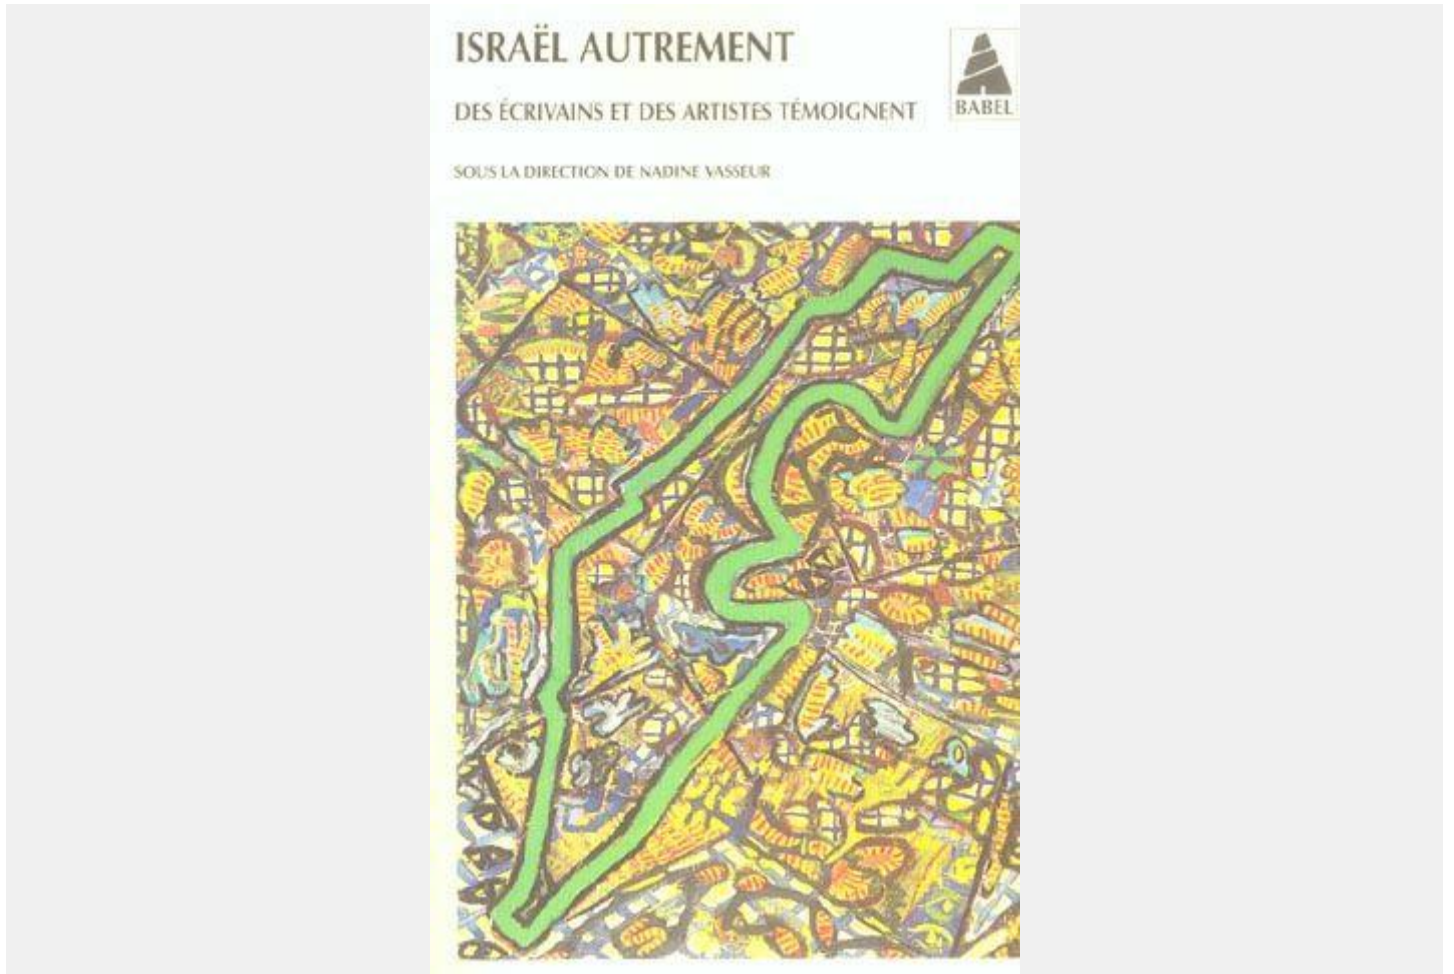 ISRAËL AUTREMENT
DES ÉCRIVAINS ET DES ARTISTES TÉMOIGNENT
BABEL
SOUS LA DIRECTION DE NADINE VASSEUR